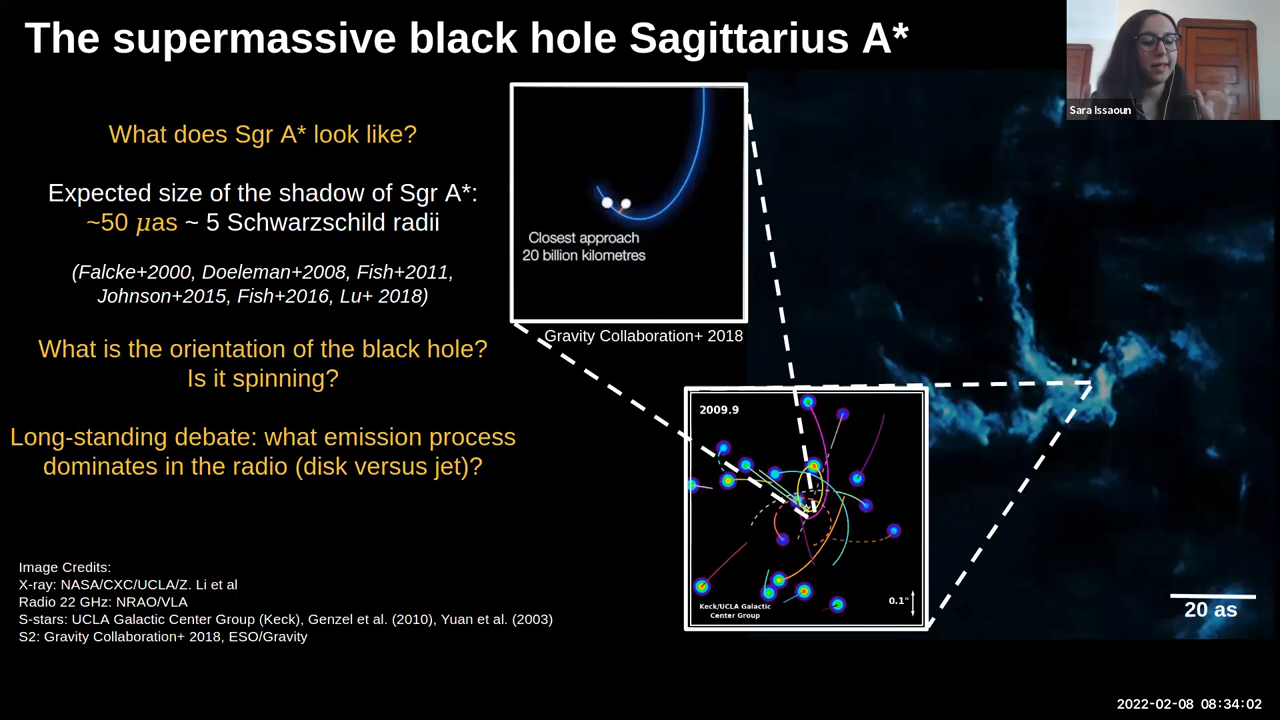 The supermassive black hole Sagittarius A*
Sara Issaoun
What does Sgr A* look like?
Expected size of the shadow of Sgr A*:
~50 𝜇as ~ 5 Schwarzschild radii
(Falcke+2000, Doeleman+2008, Fish+2011,
Johnson+2015, Fish+2016, Lu+ 2018)
What is the orientation of the black hole?
Is it spinning?
Long-standing debate: what emission process
dominates in the radio (disk versus jet)?
Closest approach
20 billion kilometres
Gravity Collaboration+ 2018
2009.9
Keck/UCLA Galactic
Center Group
0.1"
20 as
Image Credits:
X-ray: NASA/CXC/UCLA/Z. Li et al
Radio 22 GHz: NRAO/VLA
S-stars: UCLA Galactic Center Group (Keck), Genzel et al. (2010), Yuan et al. (2003)
S2: Gravity Collaboration+ 2018, ESO/Gravity
2022-02-08 08:34:02